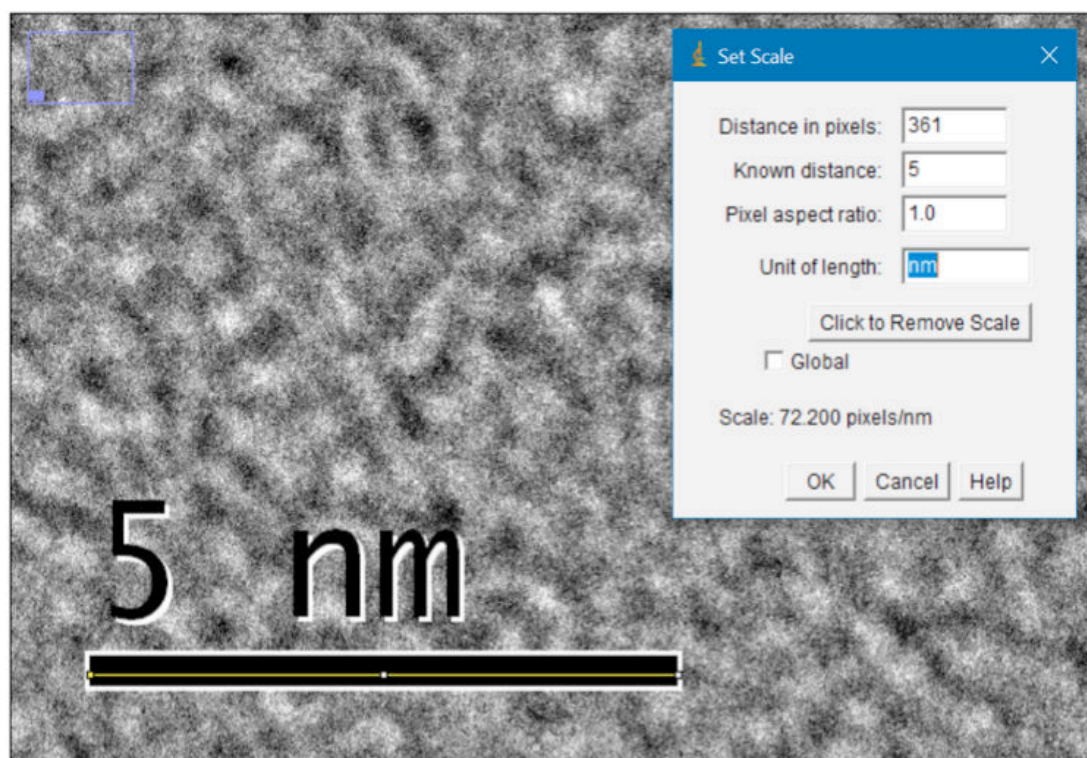 Set Scale
Distance in pixels: 361
Known distance: 5
Pixel aspect ratio: 1.0
Unit of length: nm
Click to Remove Scale
Global
Scale: 72.200 pixels/nm
OK Cancel Help
5 nm